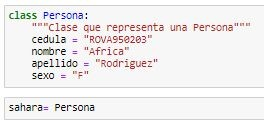 class Persona:
    """Clase que representa una Persona"""
    cedula = "ROVA950203"
    nombre = "Africa"
    apellido = "Rodriguez"
    sexo = "F"
sahara= Persona